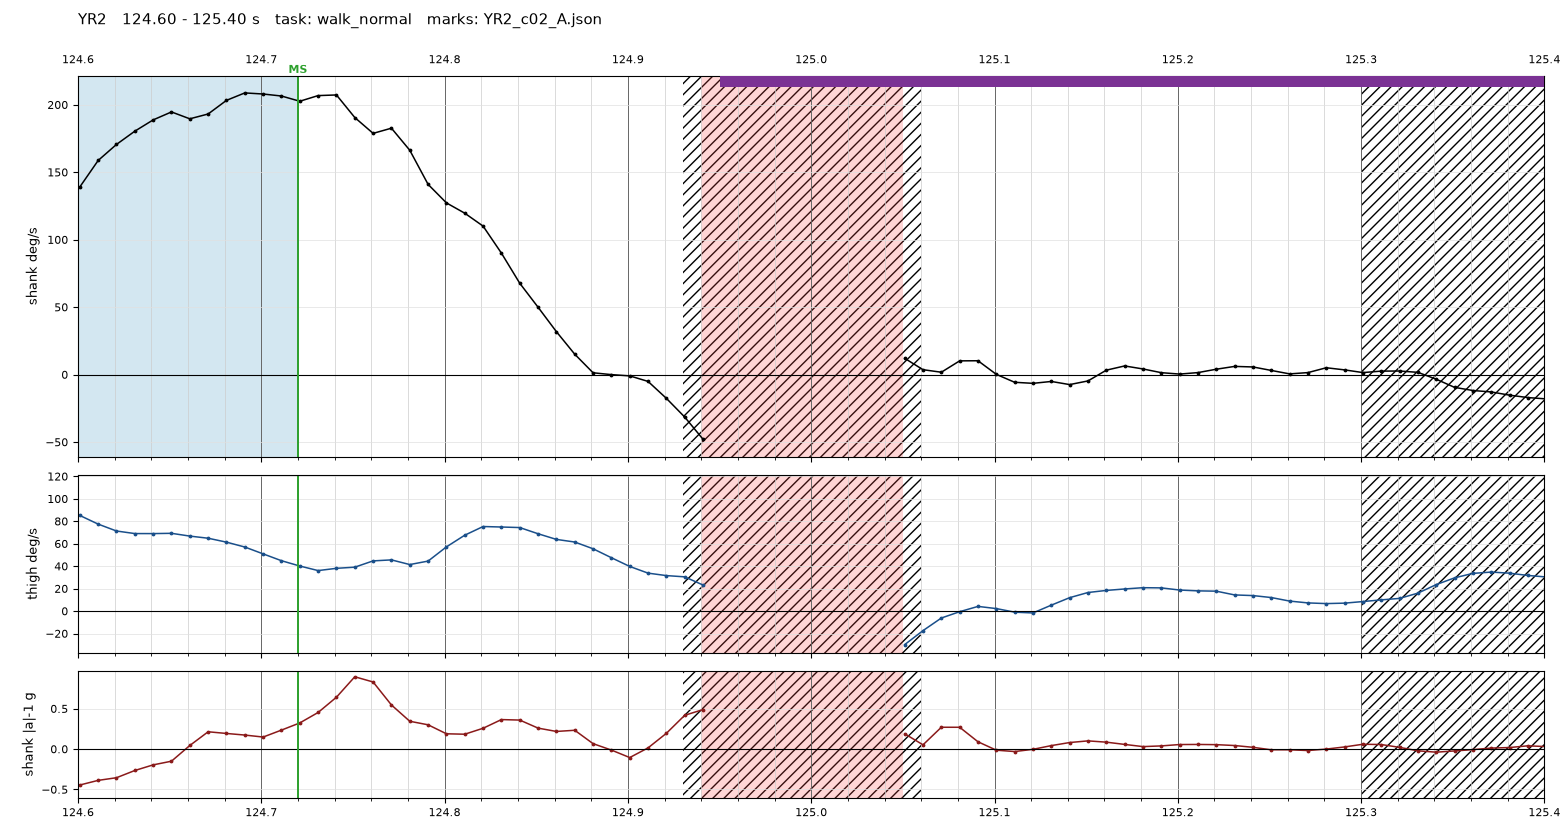 YR2   124.60 - 125.40 s   task: walk_normal   marks: YR2_c02_A.json
124.6 124.7 124.8 124.9 125.0 125.1 125.2 125.3 125.4
MS
shank deg/s
200
150
100
50
0
−50
thigh deg/s
120
100
80
60
40
20
0
−20
shank |a|-1 g
0.5
0.0
−0.5
124.6 124.7 124.8 124.9 125.0 125.1 125.2 125.3 125.4